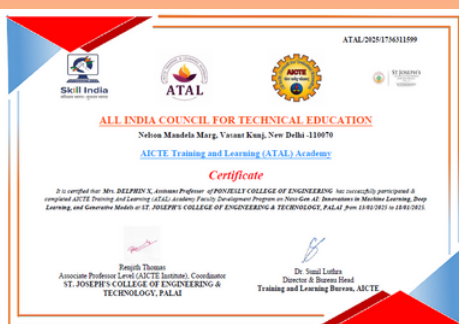 ATAL/2025/1736311599
Skill India
ATAL
AICTE
ST JOSEPH'S
ALL INDIA COUNCIL FOR TECHNICAL EDUCATION
Nelson Mandela Marg, Vasant Kunj, New Delhi -110070
AICTE Training and Learning (ATAL) Academy
Certificate
It is certified that Mrs. DELPHIN X, Assistant Professor of PONJESLY COLLEGE OF ENGINEERING has successfully participated &
completed AICTE Training And Learning (ATAL) Academy Faculty Development Program on Next-Gen AI: Innovations in Machine Learning, Deep
Learning, and Generative Models at ST. JOSEPH'S COLLEGE OF ENGINEERING & TECHNOLOGY, PALAI from 13/01/2025 to 18/01/2025.
Renjith Thomas
Associate Professor Level (AICTE Institute), Coordinator
ST. JOSEPH'S COLLEGE OF ENGINEERING &
TECHNOLOGY, PALAI
Dr. Sunil Luthra
Director & Bureau Head
Training and Learning Bureau, AICTE